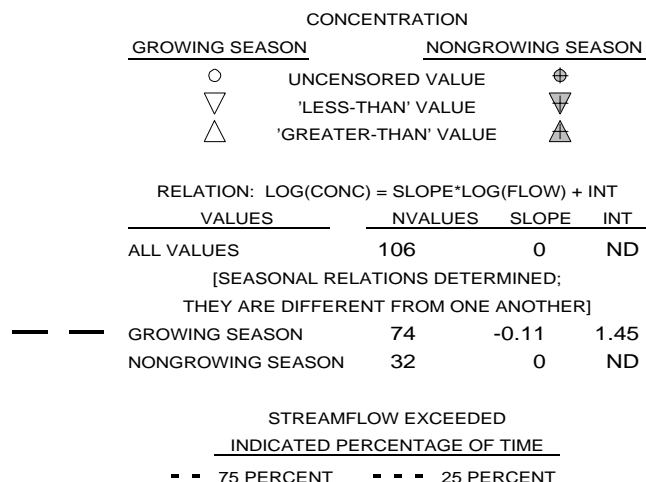 CONCENTRATION
GROWING SEASON NONGROWING SEASON
UNCENSORED VALUE
'LESS-THAN' VALUE
'GREATER-THAN' VALUE
RELATION: LOG(CONC) = SLOPE*LOG(FLOW) + INT
VALUES NVALUES SLOPE INT
ALL VALUES 106 0 ND
[SEASONAL RELATIONS DETERMINED;
THEY ARE DIFFERENT FROM ONE ANOTHER]
GROWING SEASON 74 -0.11 1.45
NONGROWING SEASON 32 0 ND
STREAMFLOW EXCEEDED
INDICATED PERCENTAGE OF TIME
75 PERCENT 25 PERCENT